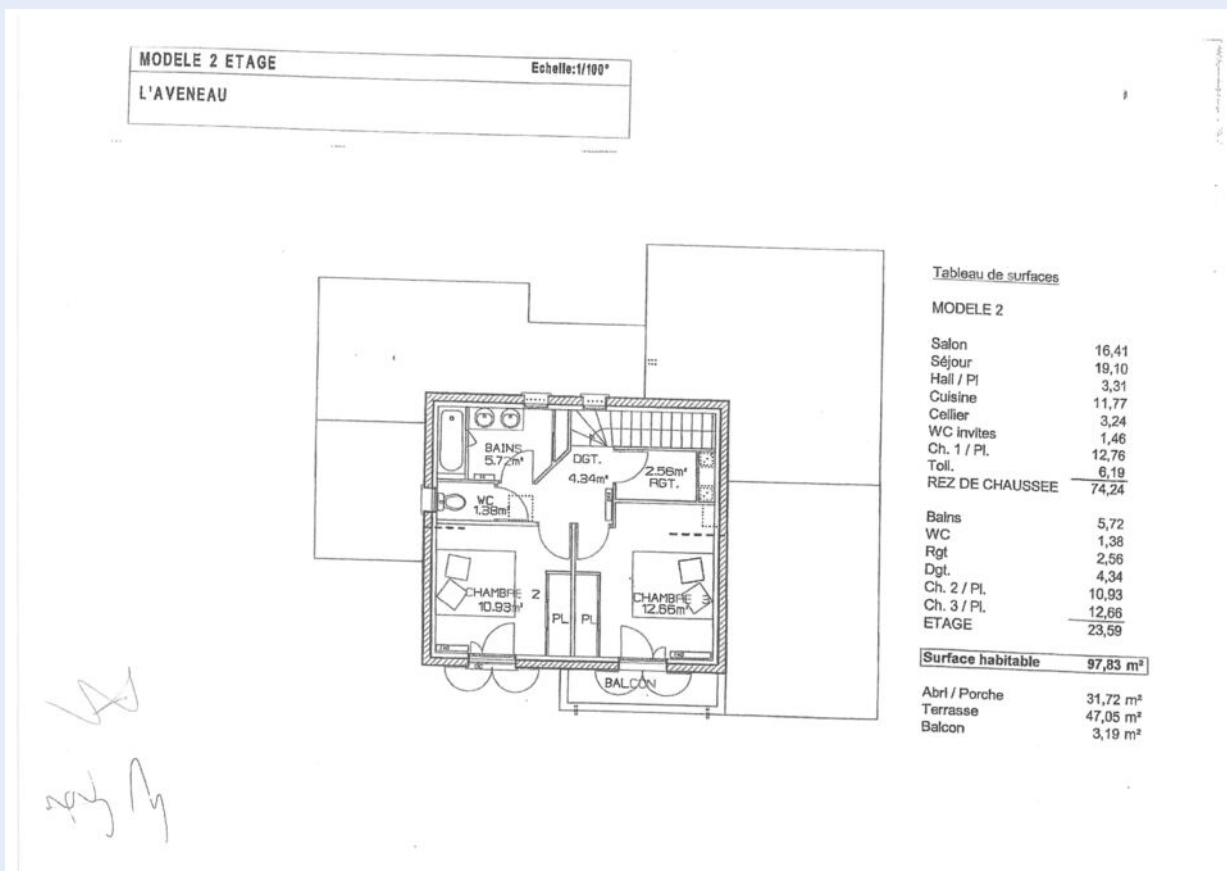 MODELE 2 ETAGE Echelle:1/100°
L'AVENEAU
Tableau de surfaces
MODELE 2
Salon 16,41
Séjour 19,10
Hall / Pl 3,31
Cuisine 11,77
Cellier 3,24
WC invites 1,46
Ch. 1 / Pl. 12,76
Toil. 6,19
REZ DE CHAUSSEE 74,24
Bains 5,72
WC 1,38
Rgt 2,56
Dgt. 4,34
Ch. 2 / Pl. 10,93
Ch. 3 / Pl. 12,66
ETAGE 23,59
Surface habitable 97,83 m²
Abri / Porche 31,72 m²
Terrasse 47,05 m²
Balcon 3,19 m²
BAINS
5.72m²
DGT.
4.34m²
2.56m²
RGT.
WC
1.38m²
CHAMBRE 2
10.93m²
CHAMBRE 3
12.66m²
PL
PL
BALCON